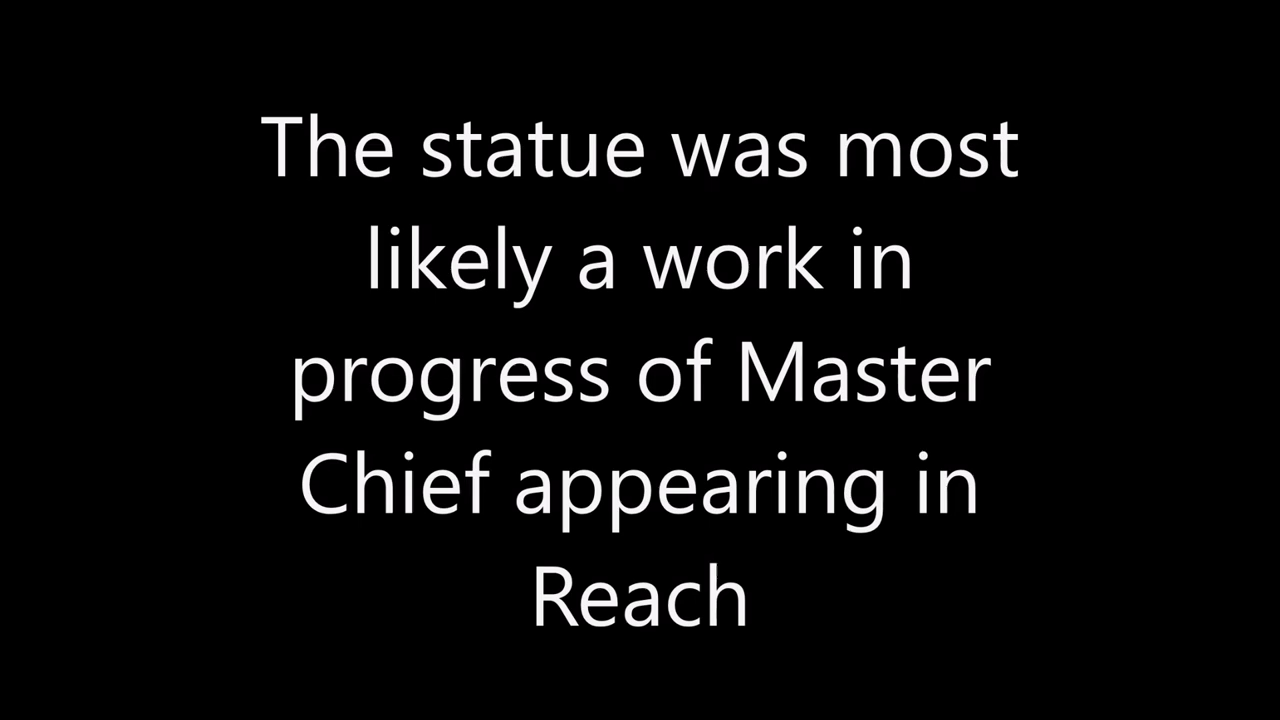 The statue was most
likely a work in
progress of Master
Chief appearing in
Reach